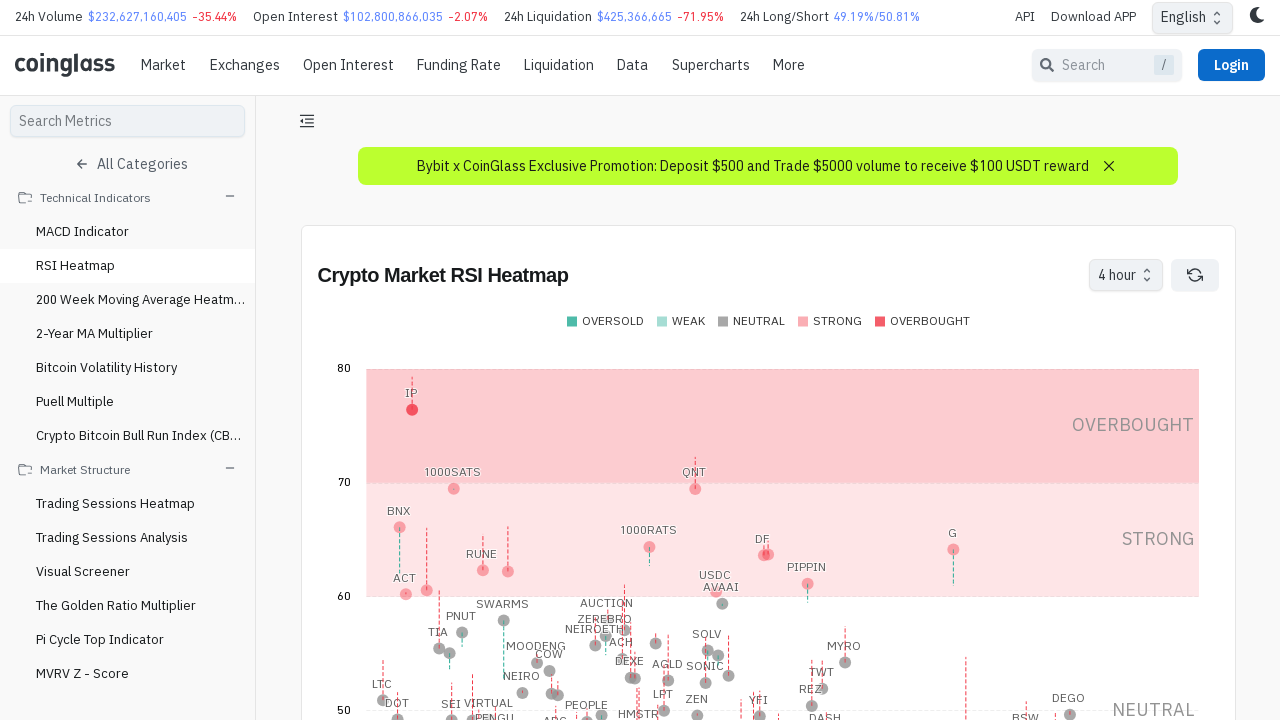 24h Volume $232,627,160,405 -35.44% Open Interest $102,800,866,035 -2.07% 24h Liquidation $425,366,665 -71.95% 24h Long/Short 49.19%/50.81% API Download APP English
coinglass Market Exchanges Open Interest Funding Rate Liquidation Data Supercharts More Search / Login
Search Metrics
All Categories
Technical Indicators
MACD Indicator
RSI Heatmap
200 Week Moving Average Heatm...
2-Year MA Multiplier
Bitcoin Volatility History
Puell Multiple
Crypto Bitcoin Bull Run Index (CB...
Market Structure
Trading Sessions Heatmap
Trading Sessions Analysis
Visual Screener
The Golden Ratio Multiplier
Pi Cycle Top Indicator
MVRV Z - Score
Bybit x CoinGlass Exclusive Promotion: Deposit $500 and Trade $5000 volume to receive $100 USDT reward
Crypto Market RSI Heatmap
4 hour
OVERSOLD WEAK NEUTRAL STRONG OVERBOUGHT
80
IP
OVERBOUGHT
1000SATS QNT
70
BNX
1000RATS
DF
G
STRONG
RUNE
PIPPIN
ACT
USDC
AVAAI
60
SWARMS
AUCTION
PNUT
ZEREBRO
TIA
NEIROETH
SOLV
MOODENG
ACH
MYRO
COW
DEXE
AGLD
SONIC
TWT
NEIRO
LTC
REZ
LPT
DOT
SEI
VIRTUAL
PEOPLE
ZEN
YFI
DEGO
50
NEUTRAL
HMSTR
PENGU
DASH
BSW